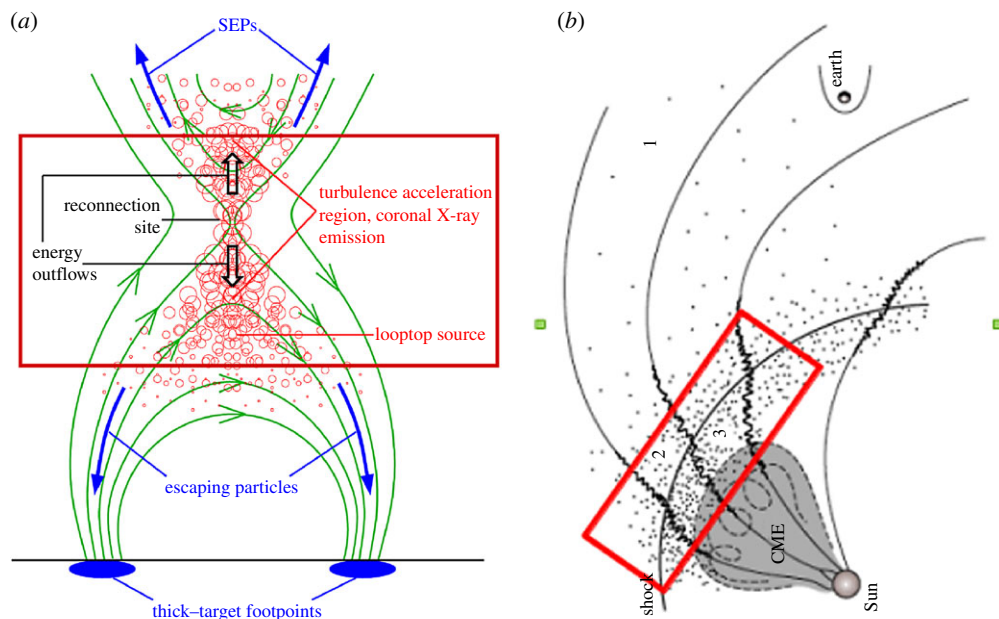 (a)
SEPs
reconnection
site
energy
outflows
turbulence acceleration
region, coronal X-ray
emission
looptop source
escaping particles
thick–target footpoints
(b)
earth
1
2
3
CME
shock
Sun